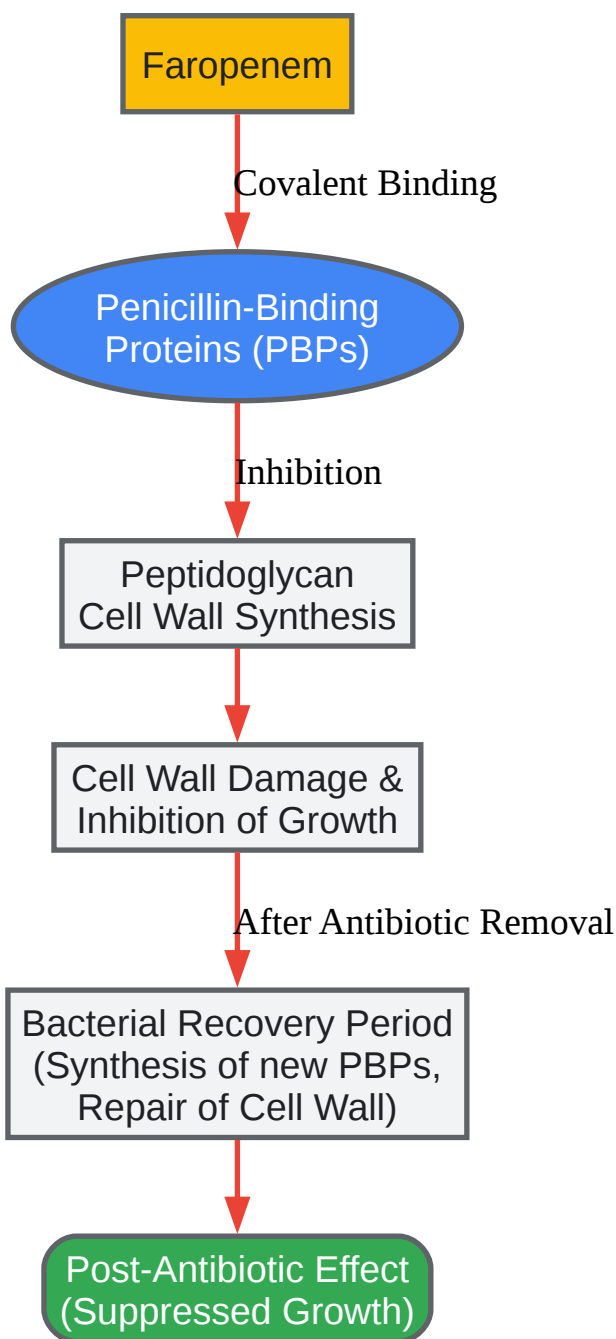 Faropenem
Covalent Binding
Penicillin-Binding
Proteins (PBPs)
Inhibition
Peptidoglycan
Cell Wall Synthesis
Cell Wall Damage &
Inhibition of Growth
After Antibiotic Removal
Bacterial Recovery Period
(Synthesis of new PBPs,
Repair of Cell Wall)
Post-Antibiotic Effect
(Suppressed Growth)